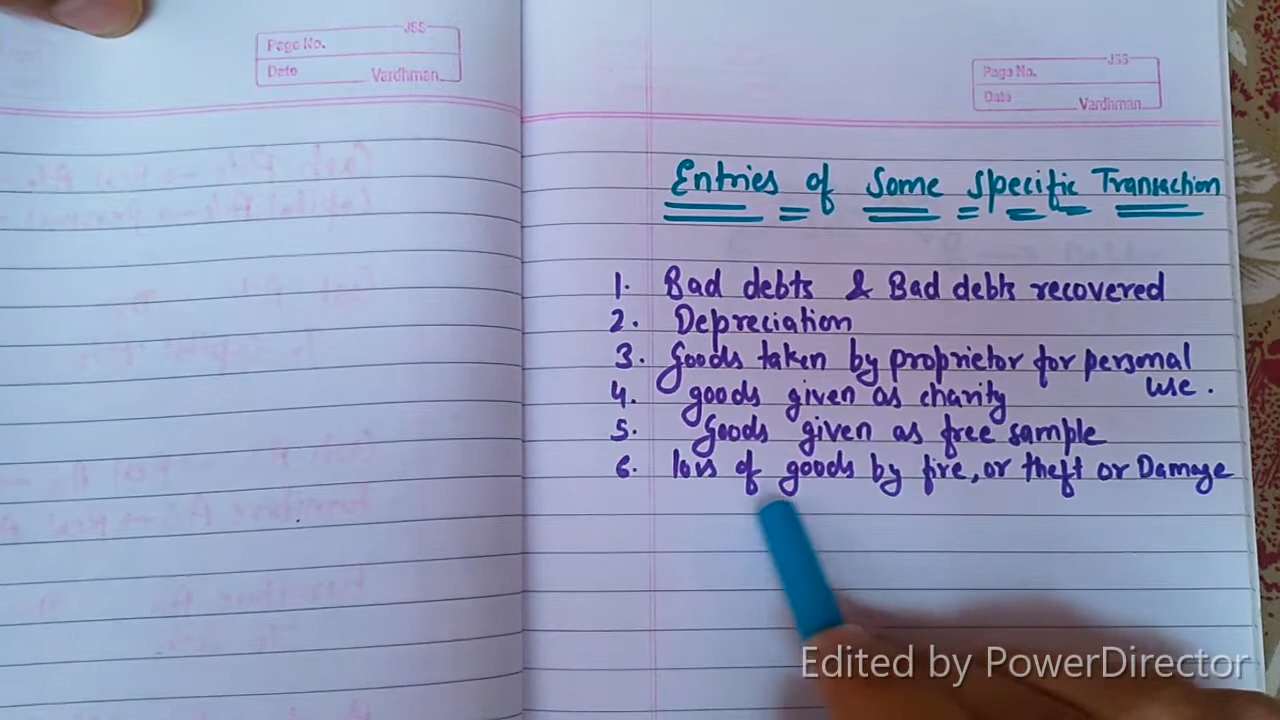 JSS
Page No.
Date
Vardhman
JSS
Page No.
Date
Vardhman
Entries of Some Specific Transaction
1. Bad debts & Bad debts recovered
2. Depreciation
3. Goods taken by proprietor for personal
use.
4. goods given as charity
5. Goods given as free sample
6. loss of goods by fire, or theft or Damage
Edited by PowerDirector